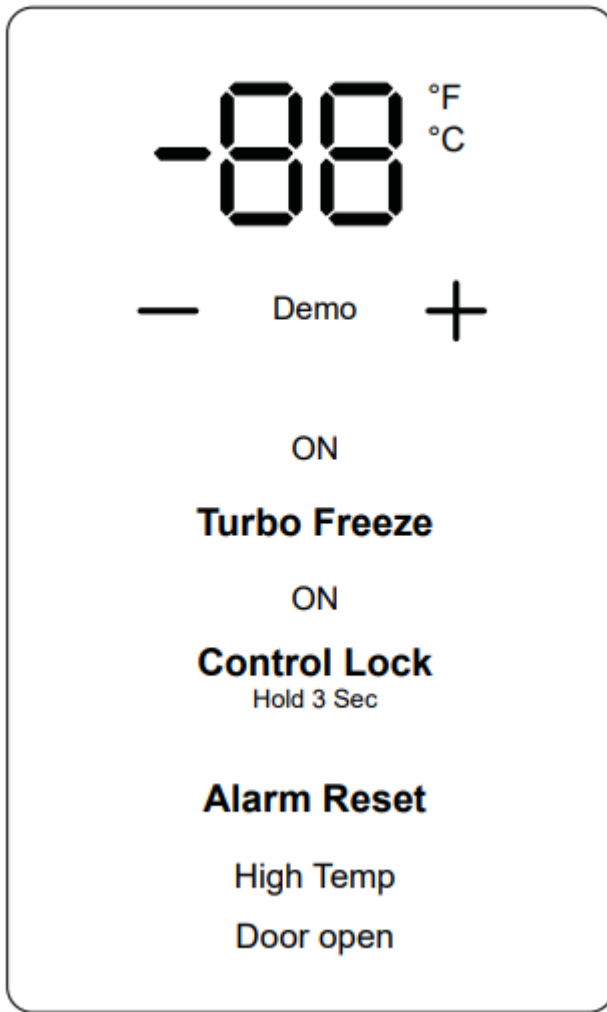 -88 °F
°C
— Demo +
ON
Turbo Freeze
ON
Control Lock
Hold 3 Sec
Alarm Reset
High Temp
Door open